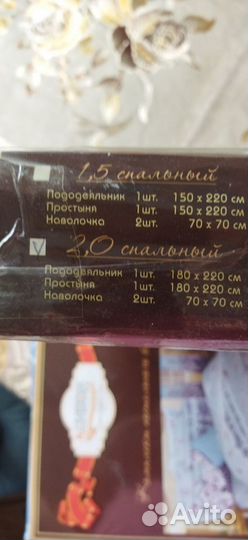 1,5 спальный
Пододеяльник 1шт. 150 x 220 см
Простыня 1шт. 150 x 220 см
Наволочка 2шт. 70 x 70 см
V 2,0 спальный
Пододеяльник 1шт. 180 x 220 см
Простыня 1шт. 180 x 220 см
Наволочка 2шт. 70 x 70 см
Avito